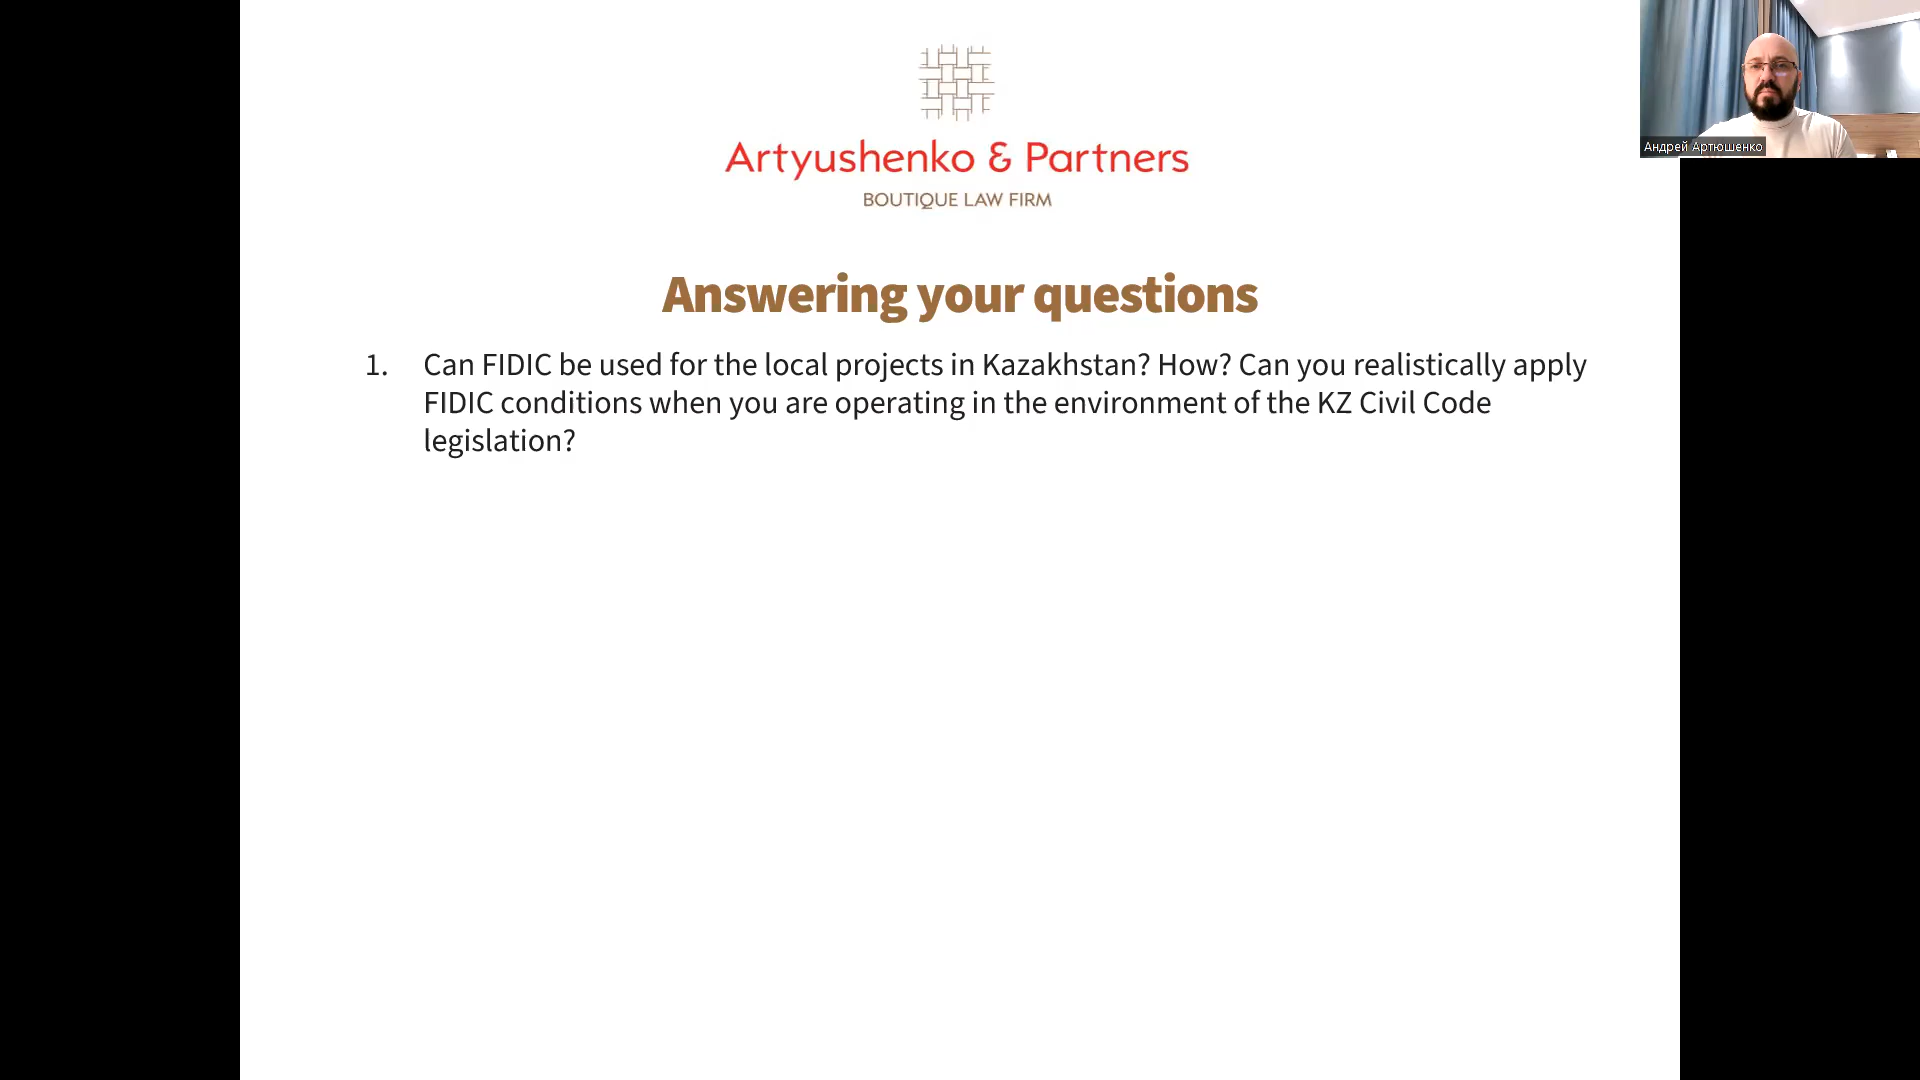 Artyushenko & Partners
BOUTIQUE LAW FIRM
Андрей Артюшенко
Answering your questions
1. Can FIDIC be used for the local projects in Kazakhstan? How? Can you realistically apply
FIDIC conditions when you are operating in the environment of the KZ Civil Code
legislation?